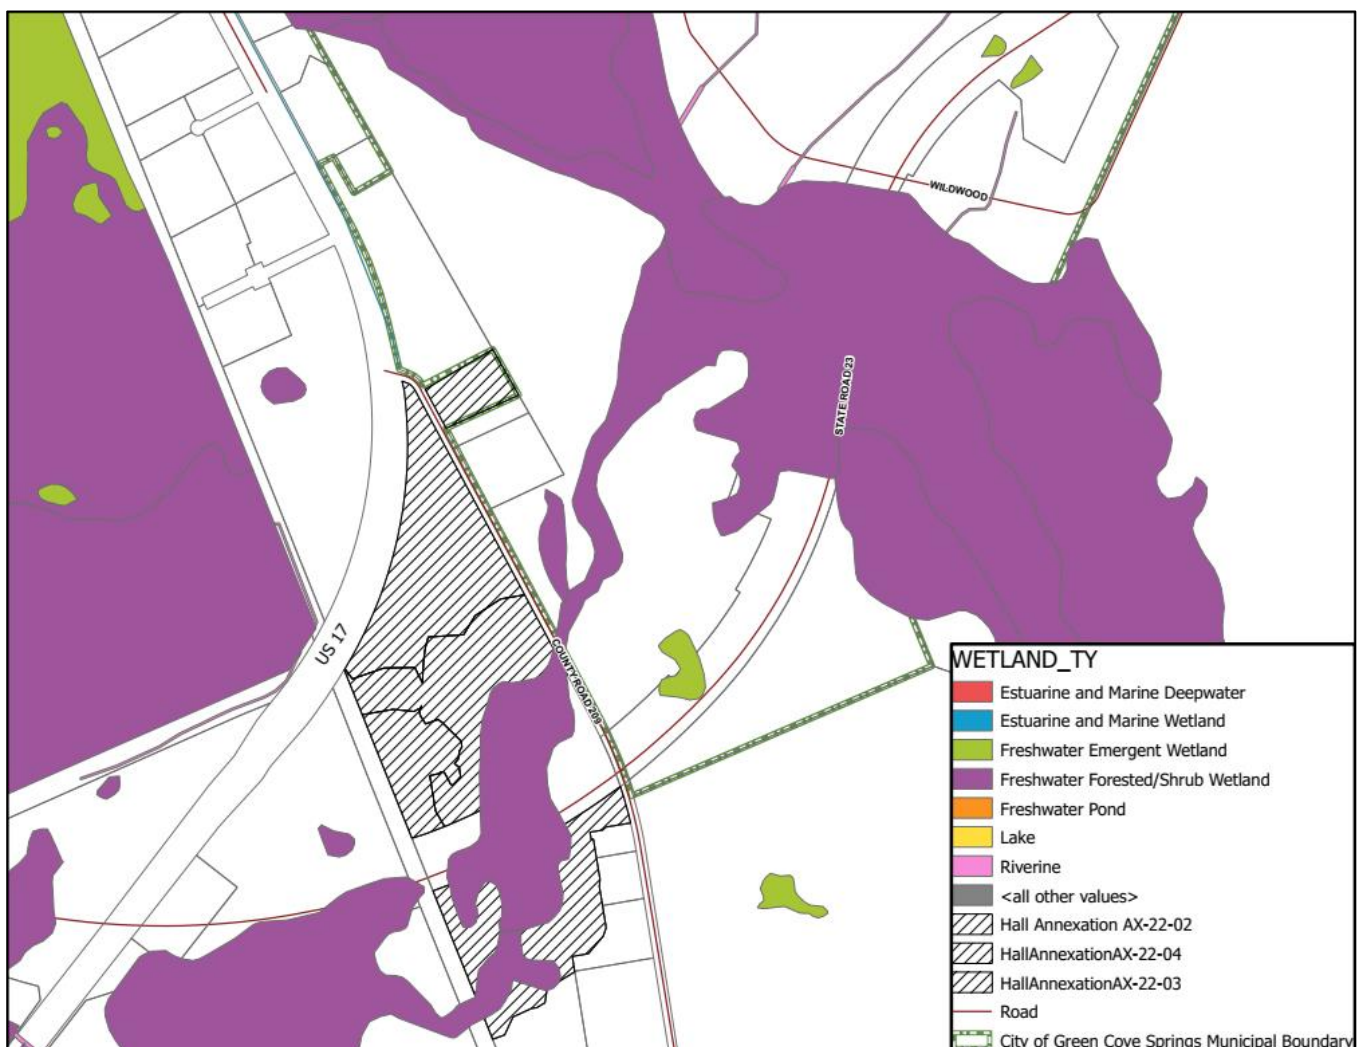 WILDWOOD
STATE ROAD 23
US 17
COUNTY ROAD 209
WETLAND_TY
Estuarine and Marine Deepwater
Estuarine and Marine Wetland
Freshwater Emergent Wetland
Freshwater Forested/Shrub Wetland
Freshwater Pond
Lake
Riverine
<all other values>
Hall Annexation AX-22-02
HallAnnexationAX-22-04
HallAnnexationAX-22-03
Road
City of Green Cove Springs Municipal Boundary